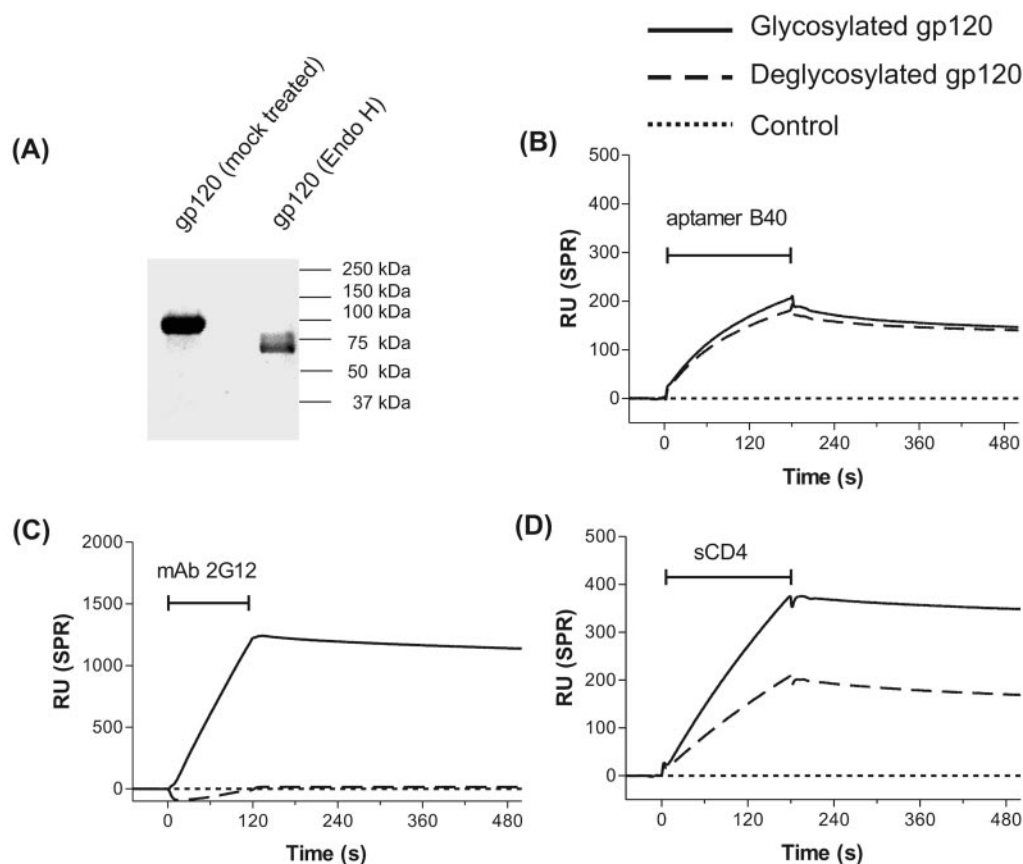 Glycosylated gp120
Deglycosylated gp120
Control
(A)
gp120 (mock treated)
gp120 (Endo H)
250 kDa
150 kDa
100 kDa
75 kDa
50 kDa
37 kDa
(B)
500
400
300
200
100
0
RU (SPR)
aptamer B40
0 120 240 360 480
Time (s)
(C)
2000
1500
1000
500
0
RU (SPR)
mAb 2G12
0 120 240 360 480
Time (s)
(D)
500
400
300
200
100
0
RU (SPR)
sCD4
0 120 240 360 480
Time (s)